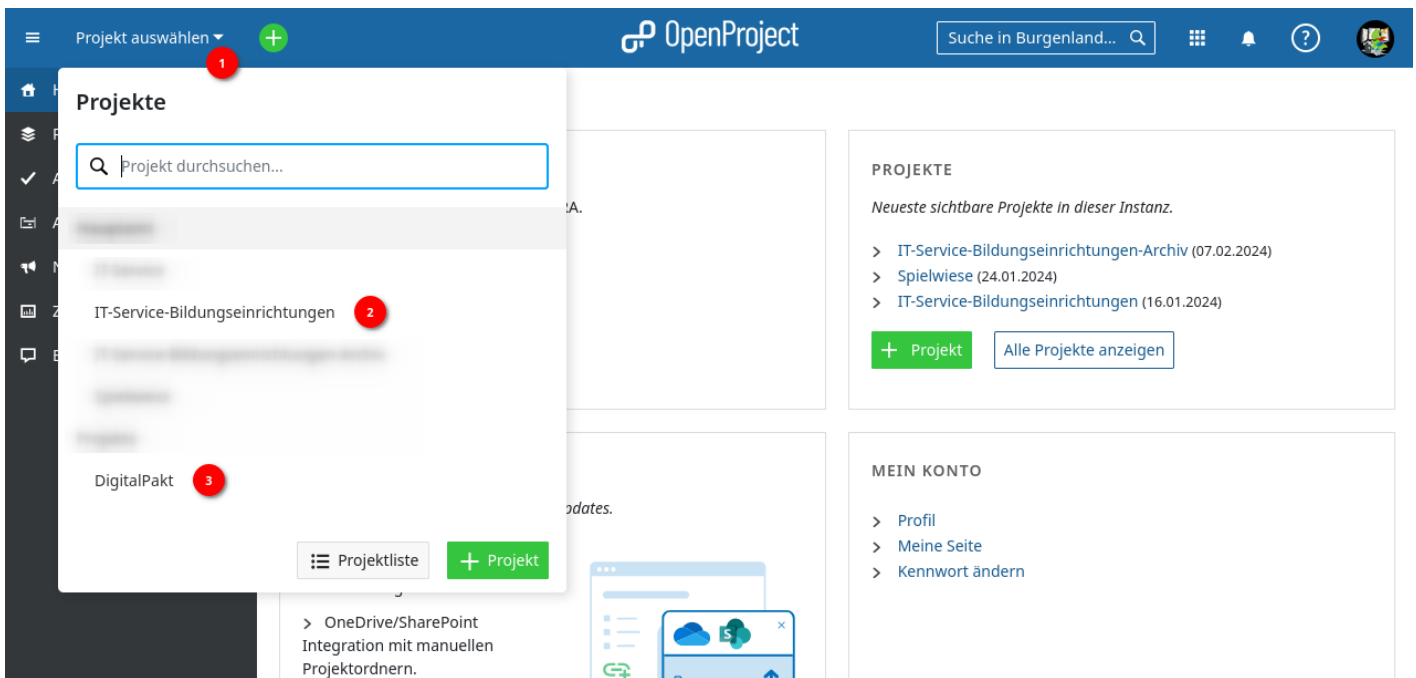 Projekt auswählen
OpenProject
Suche in Burgenland...
1
Projekte
Projekt durchsuchen...
IT-Service-Bildungseinrichtungen 2
DigitalPakt 3
Projektliste
+ Projekt
PROJEKTE
Neueste sichtbare Projekte in dieser Instanz.
IT-Service-Bildungseinrichtungen-Archiv (07.02.2024)
Spielwiese (24.01.2024)
IT-Service-Bildungseinrichtungen (16.01.2024)
+ Projekt
Alle Projekte anzeigen
MEIN KONTO
Profil
Meine Seite
Kennwort ändern
OneDrive/SharePoint
Integration mit manuellen
Projektordnern.